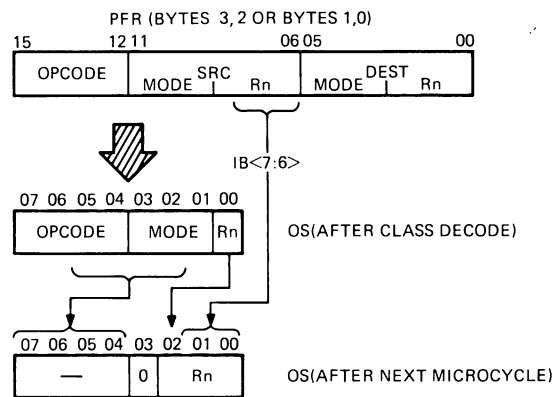 PFR (BYTES 3,2 OR BYTES 1,0)
15 12 11 06 05 00
OPCODE SRC DEST
MODE Rn MODE Rn
IB<7:6>
07 06 05 04 03 02 01 00
OPCODE MODE Rn OS(AFTER CLASS DECODE)
07 06 05 04 03 02 01 00
— 0 Rn OS(AFTER NEXT MICROCYCLE)